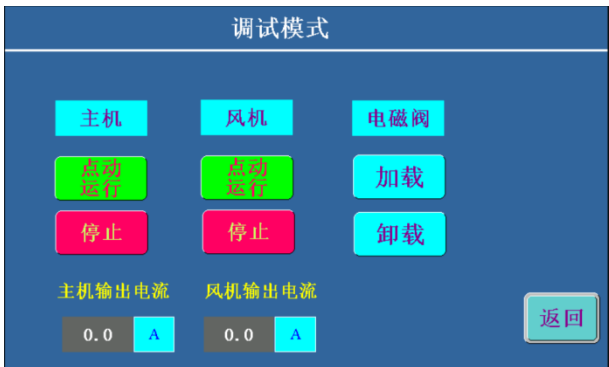 调试模式
主机 风机 电磁阀
点动 点动 加载
运行 运行
停止 停止 卸载
主机输出电流 风机输出电流
0.0 A 0.0 A 返回